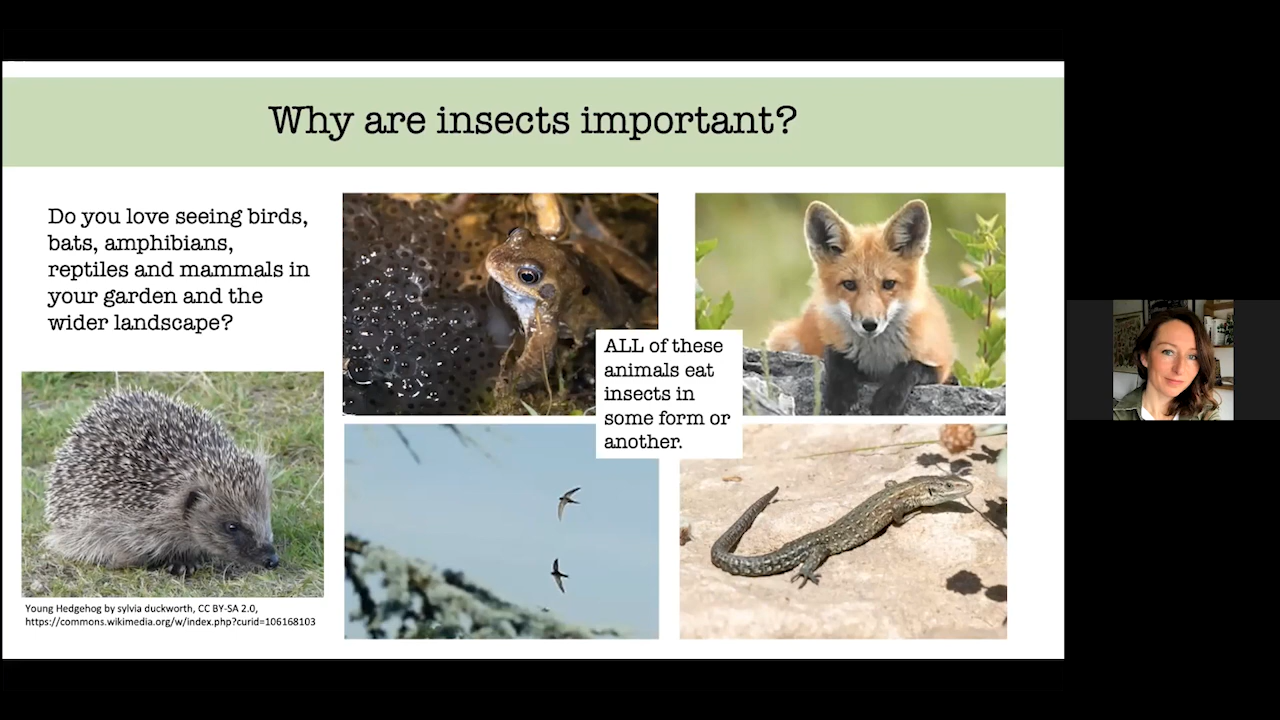 Why are insects important?
Do you love seeing birds,
bats, amphibians,
reptiles and mammals in
your garden and the
wider landscape?
ALL of these
animals eat
insects in
some form or
another.
Young Hedgehog by sylvia duckworth, CC BY-SA 2.0,
https://commons.wikimedia.org/w/index.php?curid=106168103